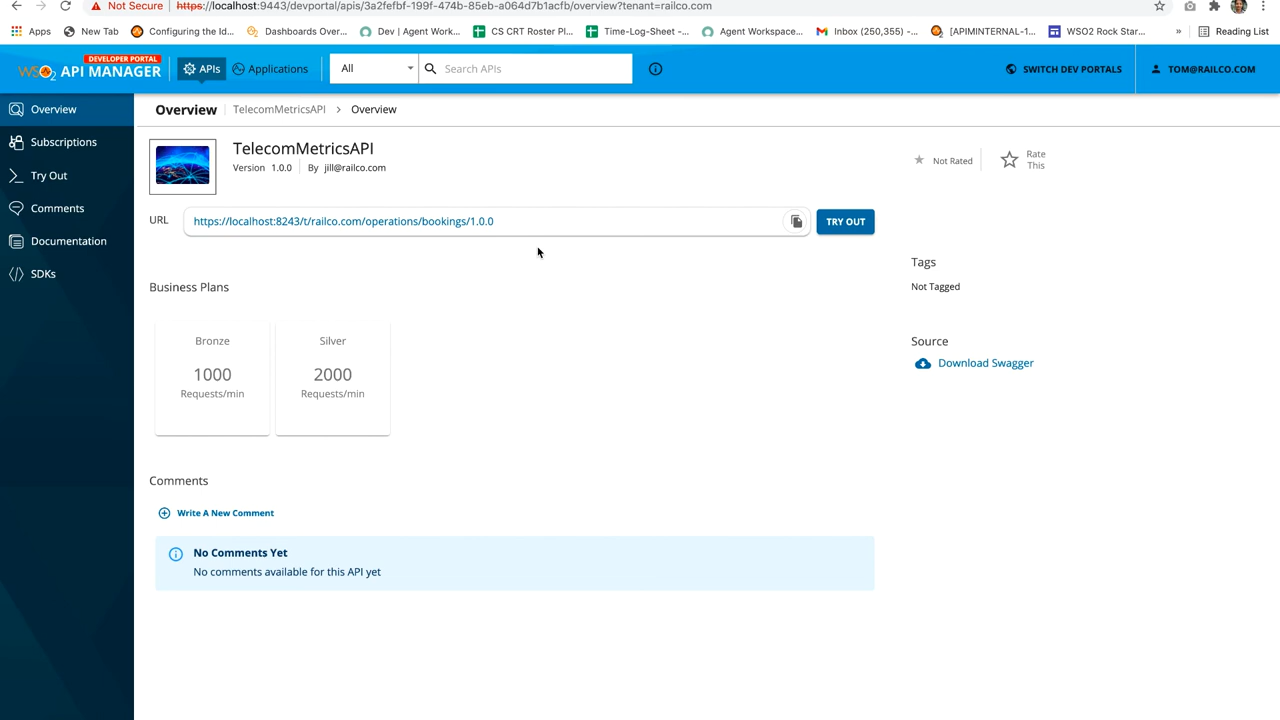 Not Secure https://localhost:9443/devportal/apis/3a2fefbf-199f-474b-85eb-a064d7b1acfb/overview?tenant=railco.com
Apps New Tab Configuring the Id... Dashboards Over... Dev | Agent Work... CS CRT Roster Pl... Time-Log-Sheet -... Agent Workspace... Inbox (250,355) -... [APIMINTERNAL-1... WSO2 Rock Star... » Reading List
DEVELOPER PORTAL
WSO2 API MANAGER APIs Applications All Search APIs SWITCH DEV PORTALS TOM@RAILCO.COM
Overview
Subscriptions
Try Out
Comments
Documentation
SDKs
Overview TelecomMetricsAPI > Overview
TelecomMetricsAPI
Version 1.0.0 By jill@railco.com
Not Rated
Rate
This
URL https://localhost:8243/t/railco.com/operations/bookings/1.0.0 TRY OUT
Business Plans
Bronze
1000
Requests/min
Silver
2000
Requests/min
Tags
Not Tagged
Source
Download Swagger
Comments
Write A New Comment
No Comments Yet
No comments available for this API yet